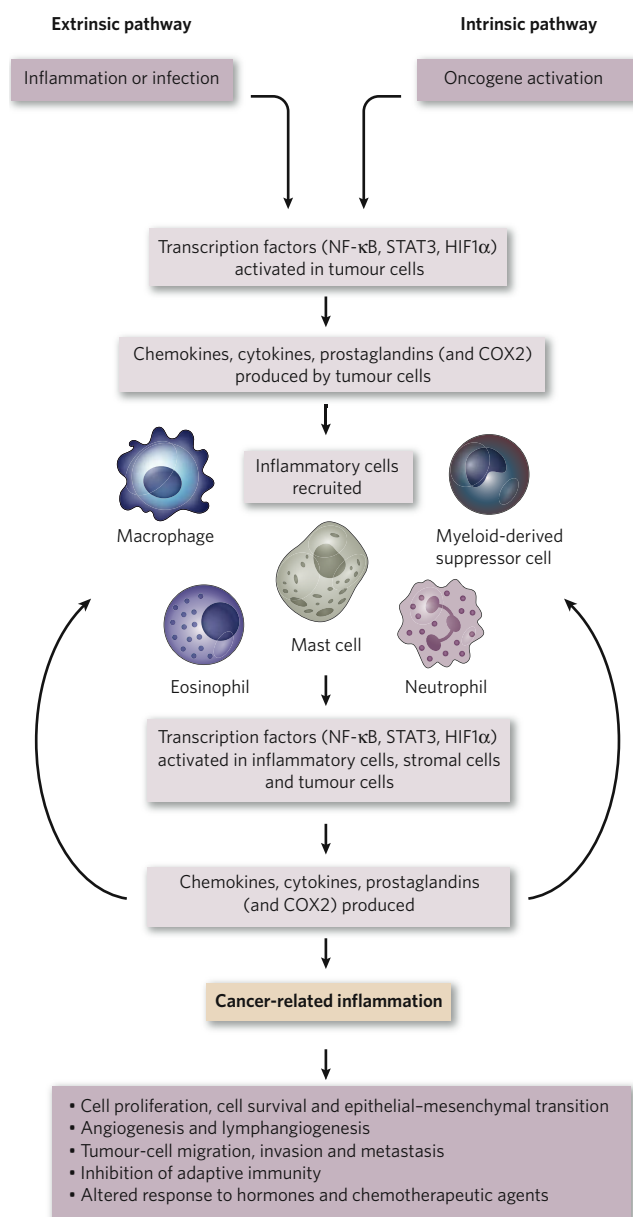 Extrinsic pathway
Intrinsic pathway
Inflammation or infection
Oncogene activation
Transcription factors (NF-κB, STAT3, HIF1α)
activated in tumour cells
Chemokines, cytokines, prostaglandins (and COX2)
produced by tumour cells
Inflammatory cells
recruited
Macrophage
Myeloid-derived
suppressor cell
Mast cell
Eosinophil
Neutrophil
Transcription factors (NF-κB, STAT3, HIF1α)
activated in inflammatory cells, stromal cells
and tumour cells
Chemokines, cytokines, prostaglandins
(and COX2) produced
Cancer-related inflammation
• Cell proliferation, cell survival and epithelial–mesenchymal transition
• Angiogenesis and lymphangiogenesis
• Tumour-cell migration, invasion and metastasis
• Inhibition of adaptive immunity
• Altered response to hormones and chemotherapeutic agents